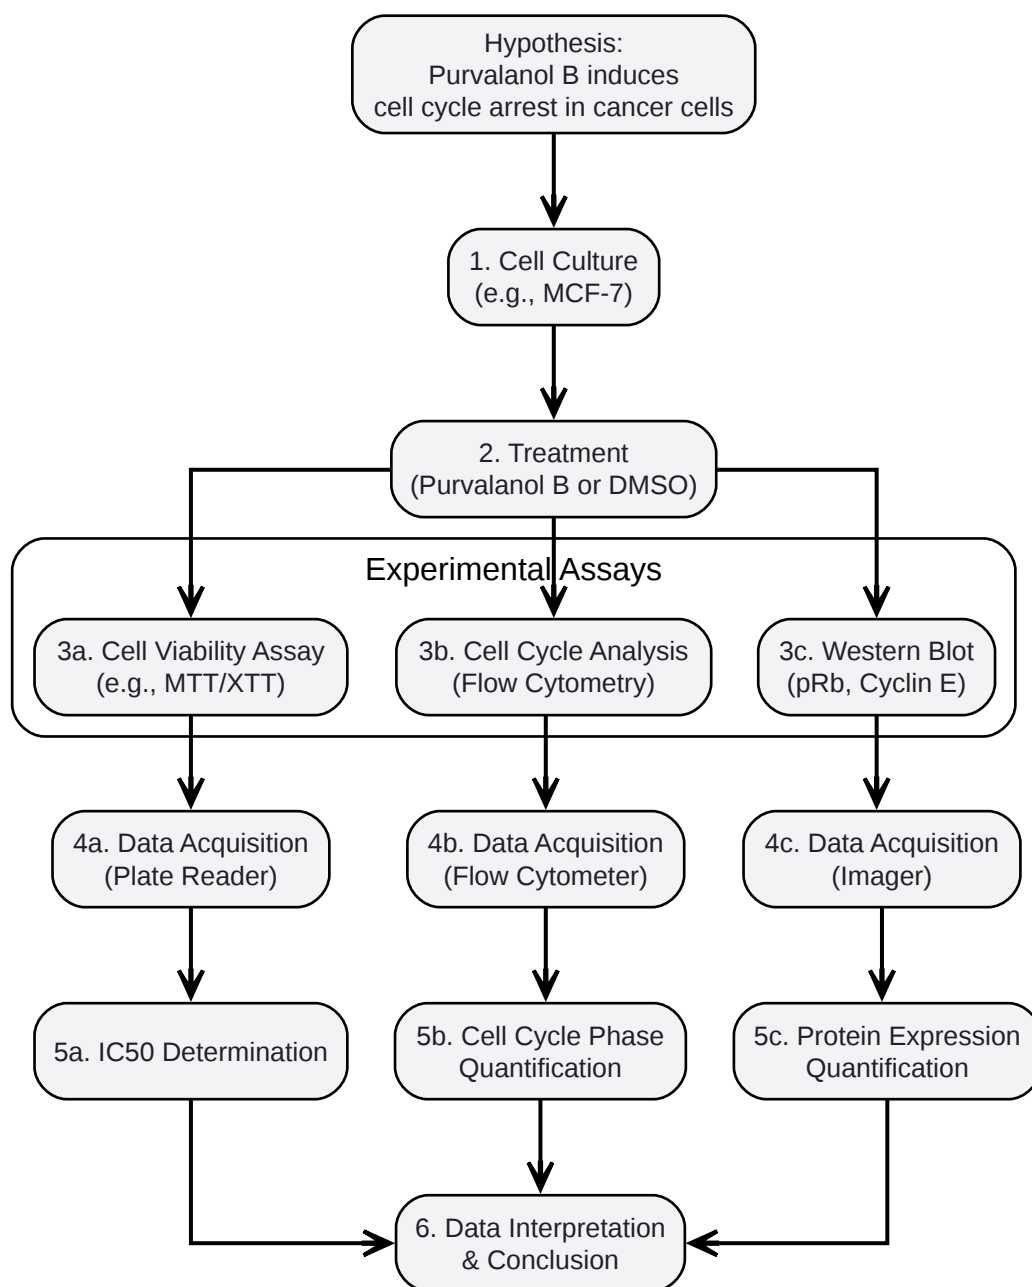 Hypothesis:
Purvalanol B induces
cell cycle arrest in cancer cells
1. Cell Culture
(e.g., MCF-7)
2. Treatment
(Purvalanol B or DMSO)
Experimental Assays
3a. Cell Viability Assay
(e.g., MTT/XTT)
3b. Cell Cycle Analysis
(Flow Cytometry)
3c. Western Blot
(pRb, Cyclin E)
4a. Data Acquisition
(Plate Reader)
4b. Data Acquisition
(Flow Cytometer)
4c. Data Acquisition
(Imager)
5a. IC50 Determination
5b. Cell Cycle Phase
Quantification
5c. Protein Expression
Quantification
6. Data Interpretation
& Conclusion